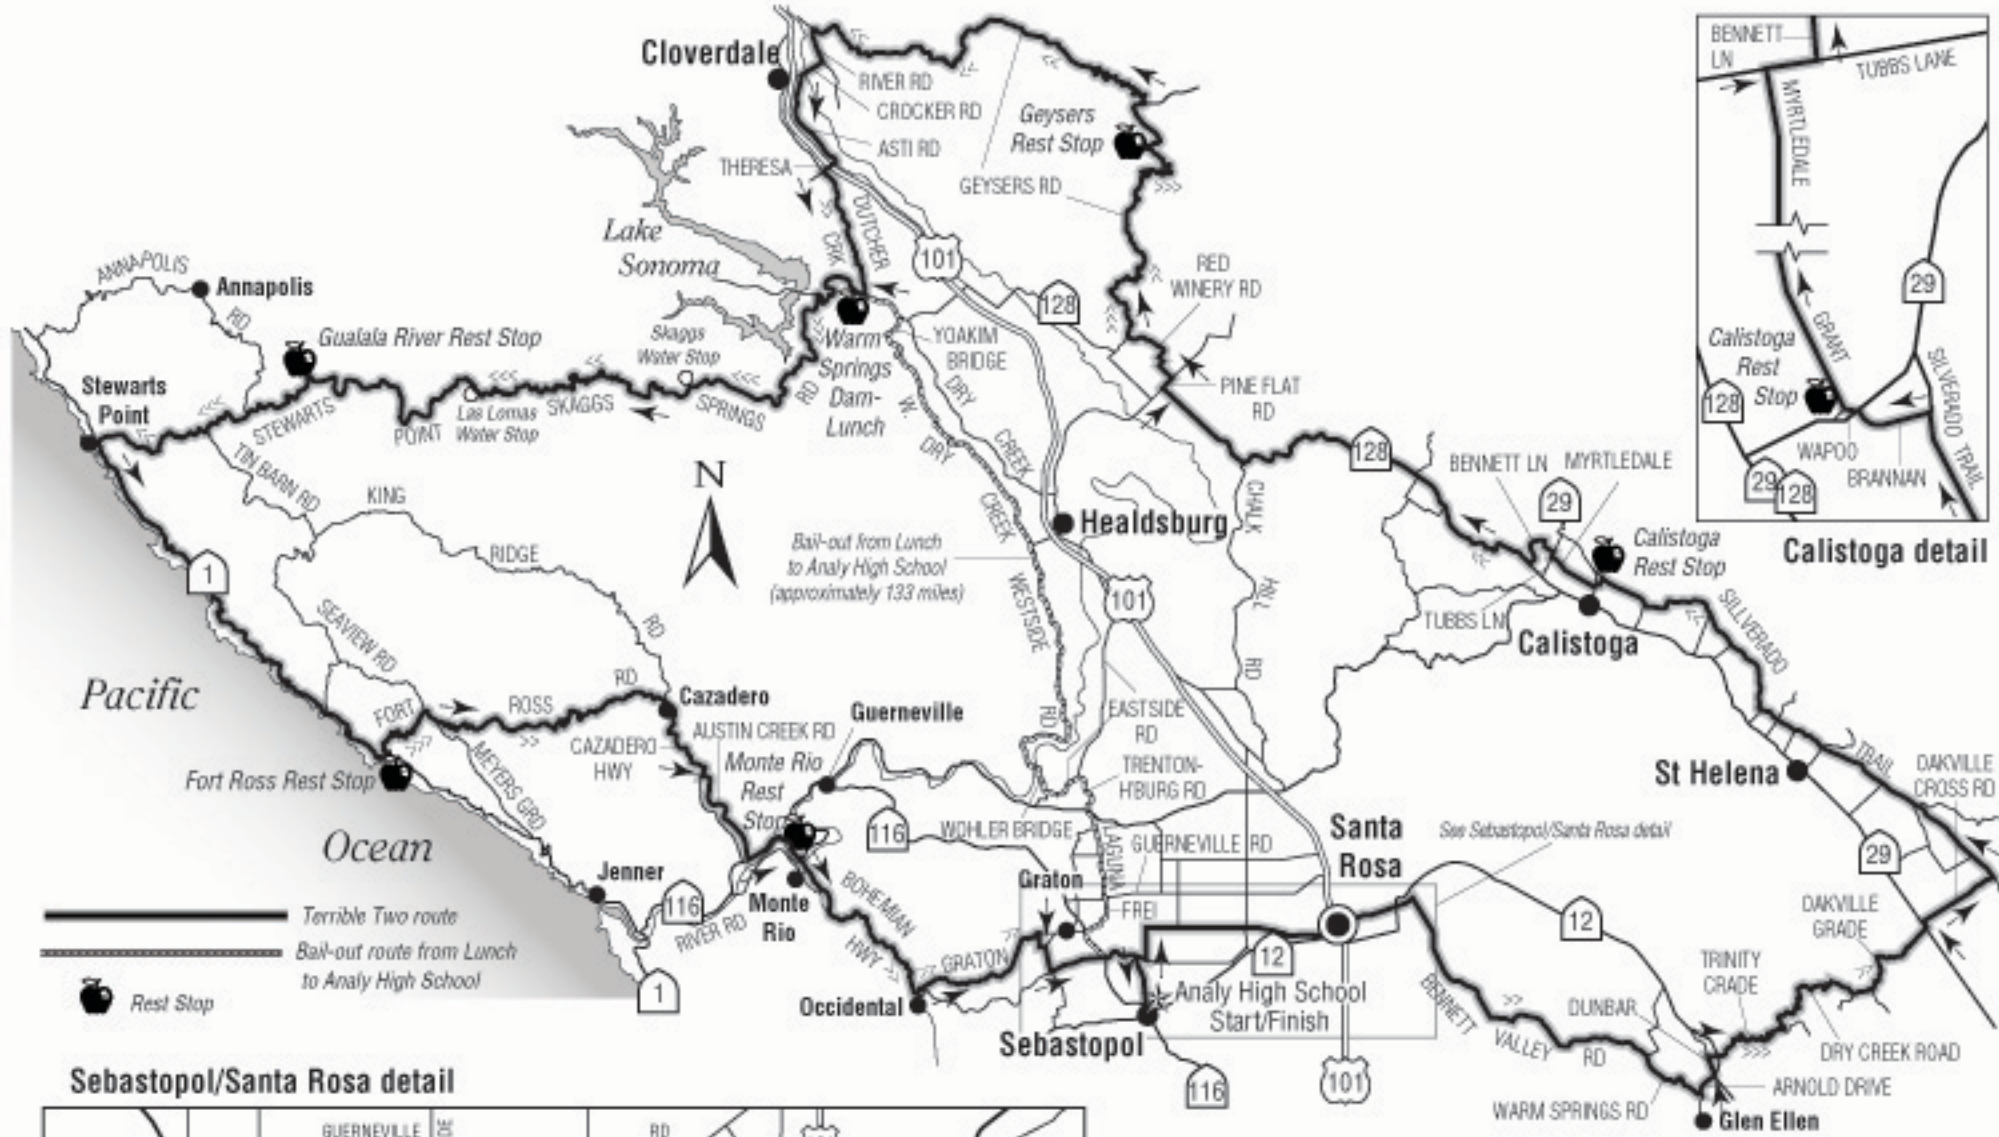 Cloverdale
RIVER RD
CROCKER RD
ASTI RD
THERESA
Geysers
Rest Stop
GEYSERS RD
DUTCHER
CRK
Lake
Sonoma
101
128
RED
WINERY RD
PINE FLAT
RD
BENNETT
LN
TUBBS LANE
MYRTLEDALE
29
GRANT
Calistoga
Rest
Stop
SILVERADO TRAIL
128
WAPOO
BRANNAN
29
128
Calistoga detail
ANNAPOLIS
RD
Annapolis
Gualala River Rest Stop
Stewarts
Point
STEWARTS
POINT
Las Lomas
Water Stop
SKAGGS
SPRINGS
RD
Skaggs
Water Stop
Warm
Springs
Dam-
Lunch
YOAKIM
BRIDGE
DRY
CREEK
W.
DRY
CREEK
TIN BARN RD
KING
RIDGE
RD
N
Bail-out from Lunch
to Analy High School
(approximately 133 miles)
Healdsburg
CHALK
HILL
RD
128
BENNETT LN
MYRTLEDALE
29
Calistoga
Rest Stop
TUBBS LN
Calistoga
SILLVERADO
TRAIL
1
SEAVIEW RD
WESTSIDE
RD
101
Pacific
Ocean
FORT
ROSS
RD
Cazadero
AUSTIN CREEK RD
CAZADERO
HWY
Guerneville
Monte Rio
Rest
Stop
EASTSIDE
RD
TRENTON-
H'BURG RD
Fort Ross Rest Stop
MEYERS GRD
116
WOHLER BRIDGE
LAGUNA
GUERNEVILLE RD
Santa
Rosa
See Sebastopol/Santa Rosa detail
St Helena
OAKVILLE
CROSS RD
29
Jenner
116
RIVER RD
Monte
Rio
BOHEMIAN
HWY
Graton
FREI
GRATON
12
12
OAKVILLE
GRADE
TRINITY
GRADE
Terrible Two route
Bail-out route from Lunch
to Analy High School
Rest Stop
1
Occidental
Analy High School
Start/Finish
Sebastopol
116
101
BENNETT
VALLEY
RD
DUNBAR
DRY CREEK ROAD
ARNOLD DRIVE
WARM SPRINGS RD
Glen Ellen
Sebastopol/Santa Rosa detail
GUERNEVILLE
RD